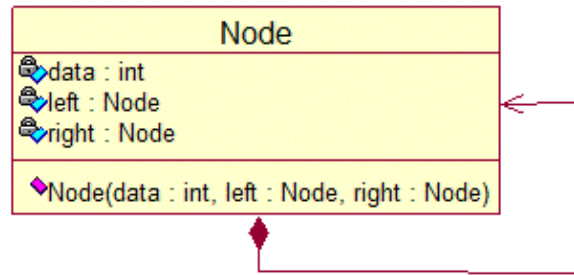 Node
data : int
left : Node
right : Node
Node(data : int, left : Node, right : Node)